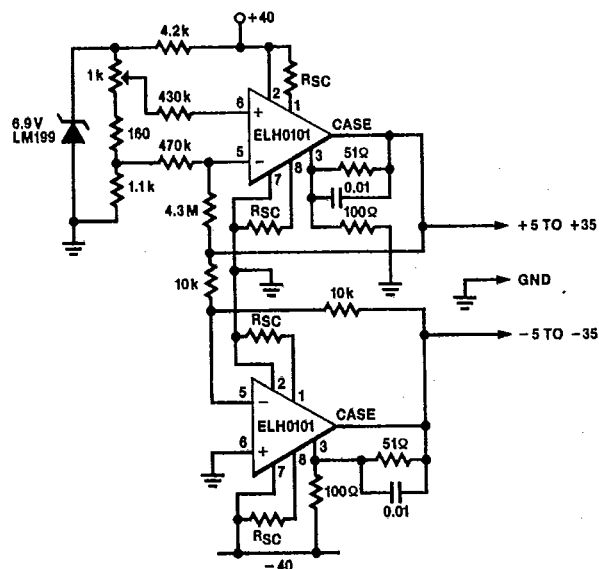 +40
4.2k
1k
RSC
430k
6
+
2
1
6.9V
LM199
ELH0101
CASE
160
470k
5
−
3
7
8
51Ω
0.01
1.1k
4.3M
RSC
100Ω
+5 TO +35
10k
GND
10k
RSC
−5 TO −35
2
1
5
−
CASE
ELH0101
6
+
3
7
8
51Ω
100Ω
0.01
RSC
−40